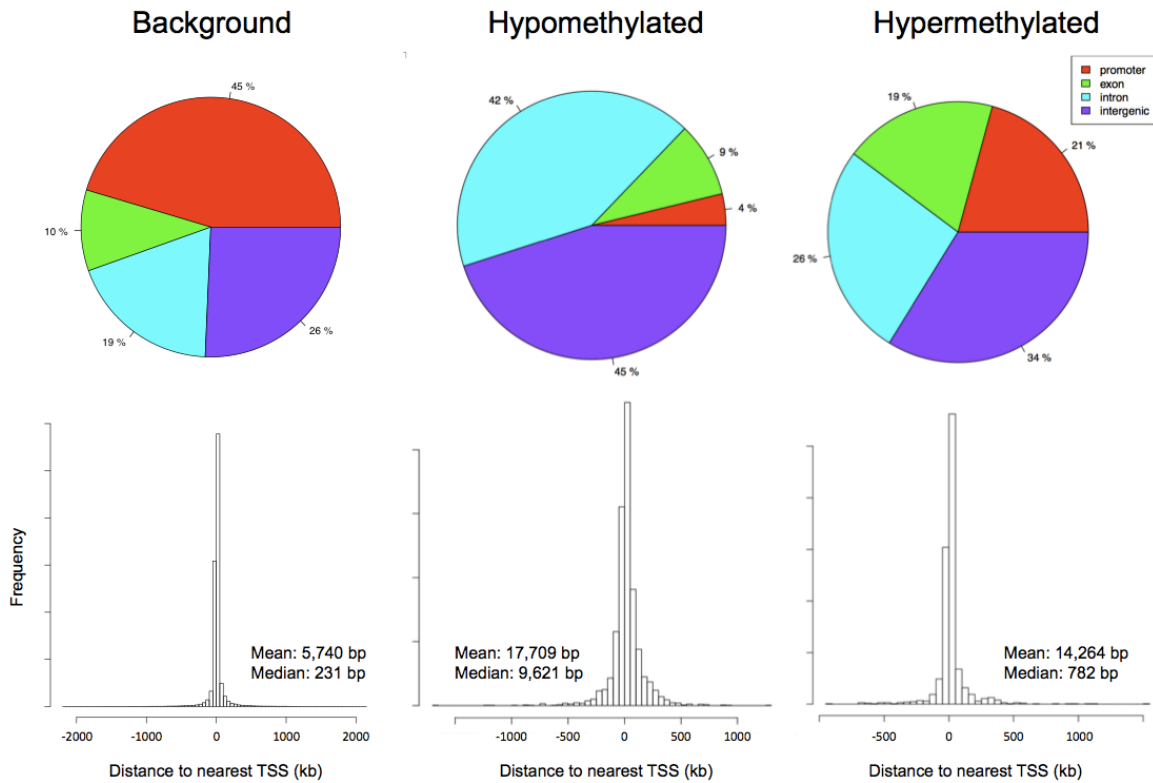 Background
Hypomethylated
Hypermethylated
promoter
exon
intron
intergenic
45 %
10 %
19 %
26 %
42 %
9 %
4 %
45 %
19 %
21 %
26 %
34 %
Frequency
Mean: 5,740 bp
Median: 231 bp
-2000
-1000
0
1000
2000
Distance to nearest TSS (kb)
Mean: 17,709 bp
Median: 9,621 bp
-1000
-500
0
500
1000
Distance to nearest TSS (kb)
Mean: 14,264 bp
Median: 782 bp
-500
0
500
1000
Distance to nearest TSS (kb)